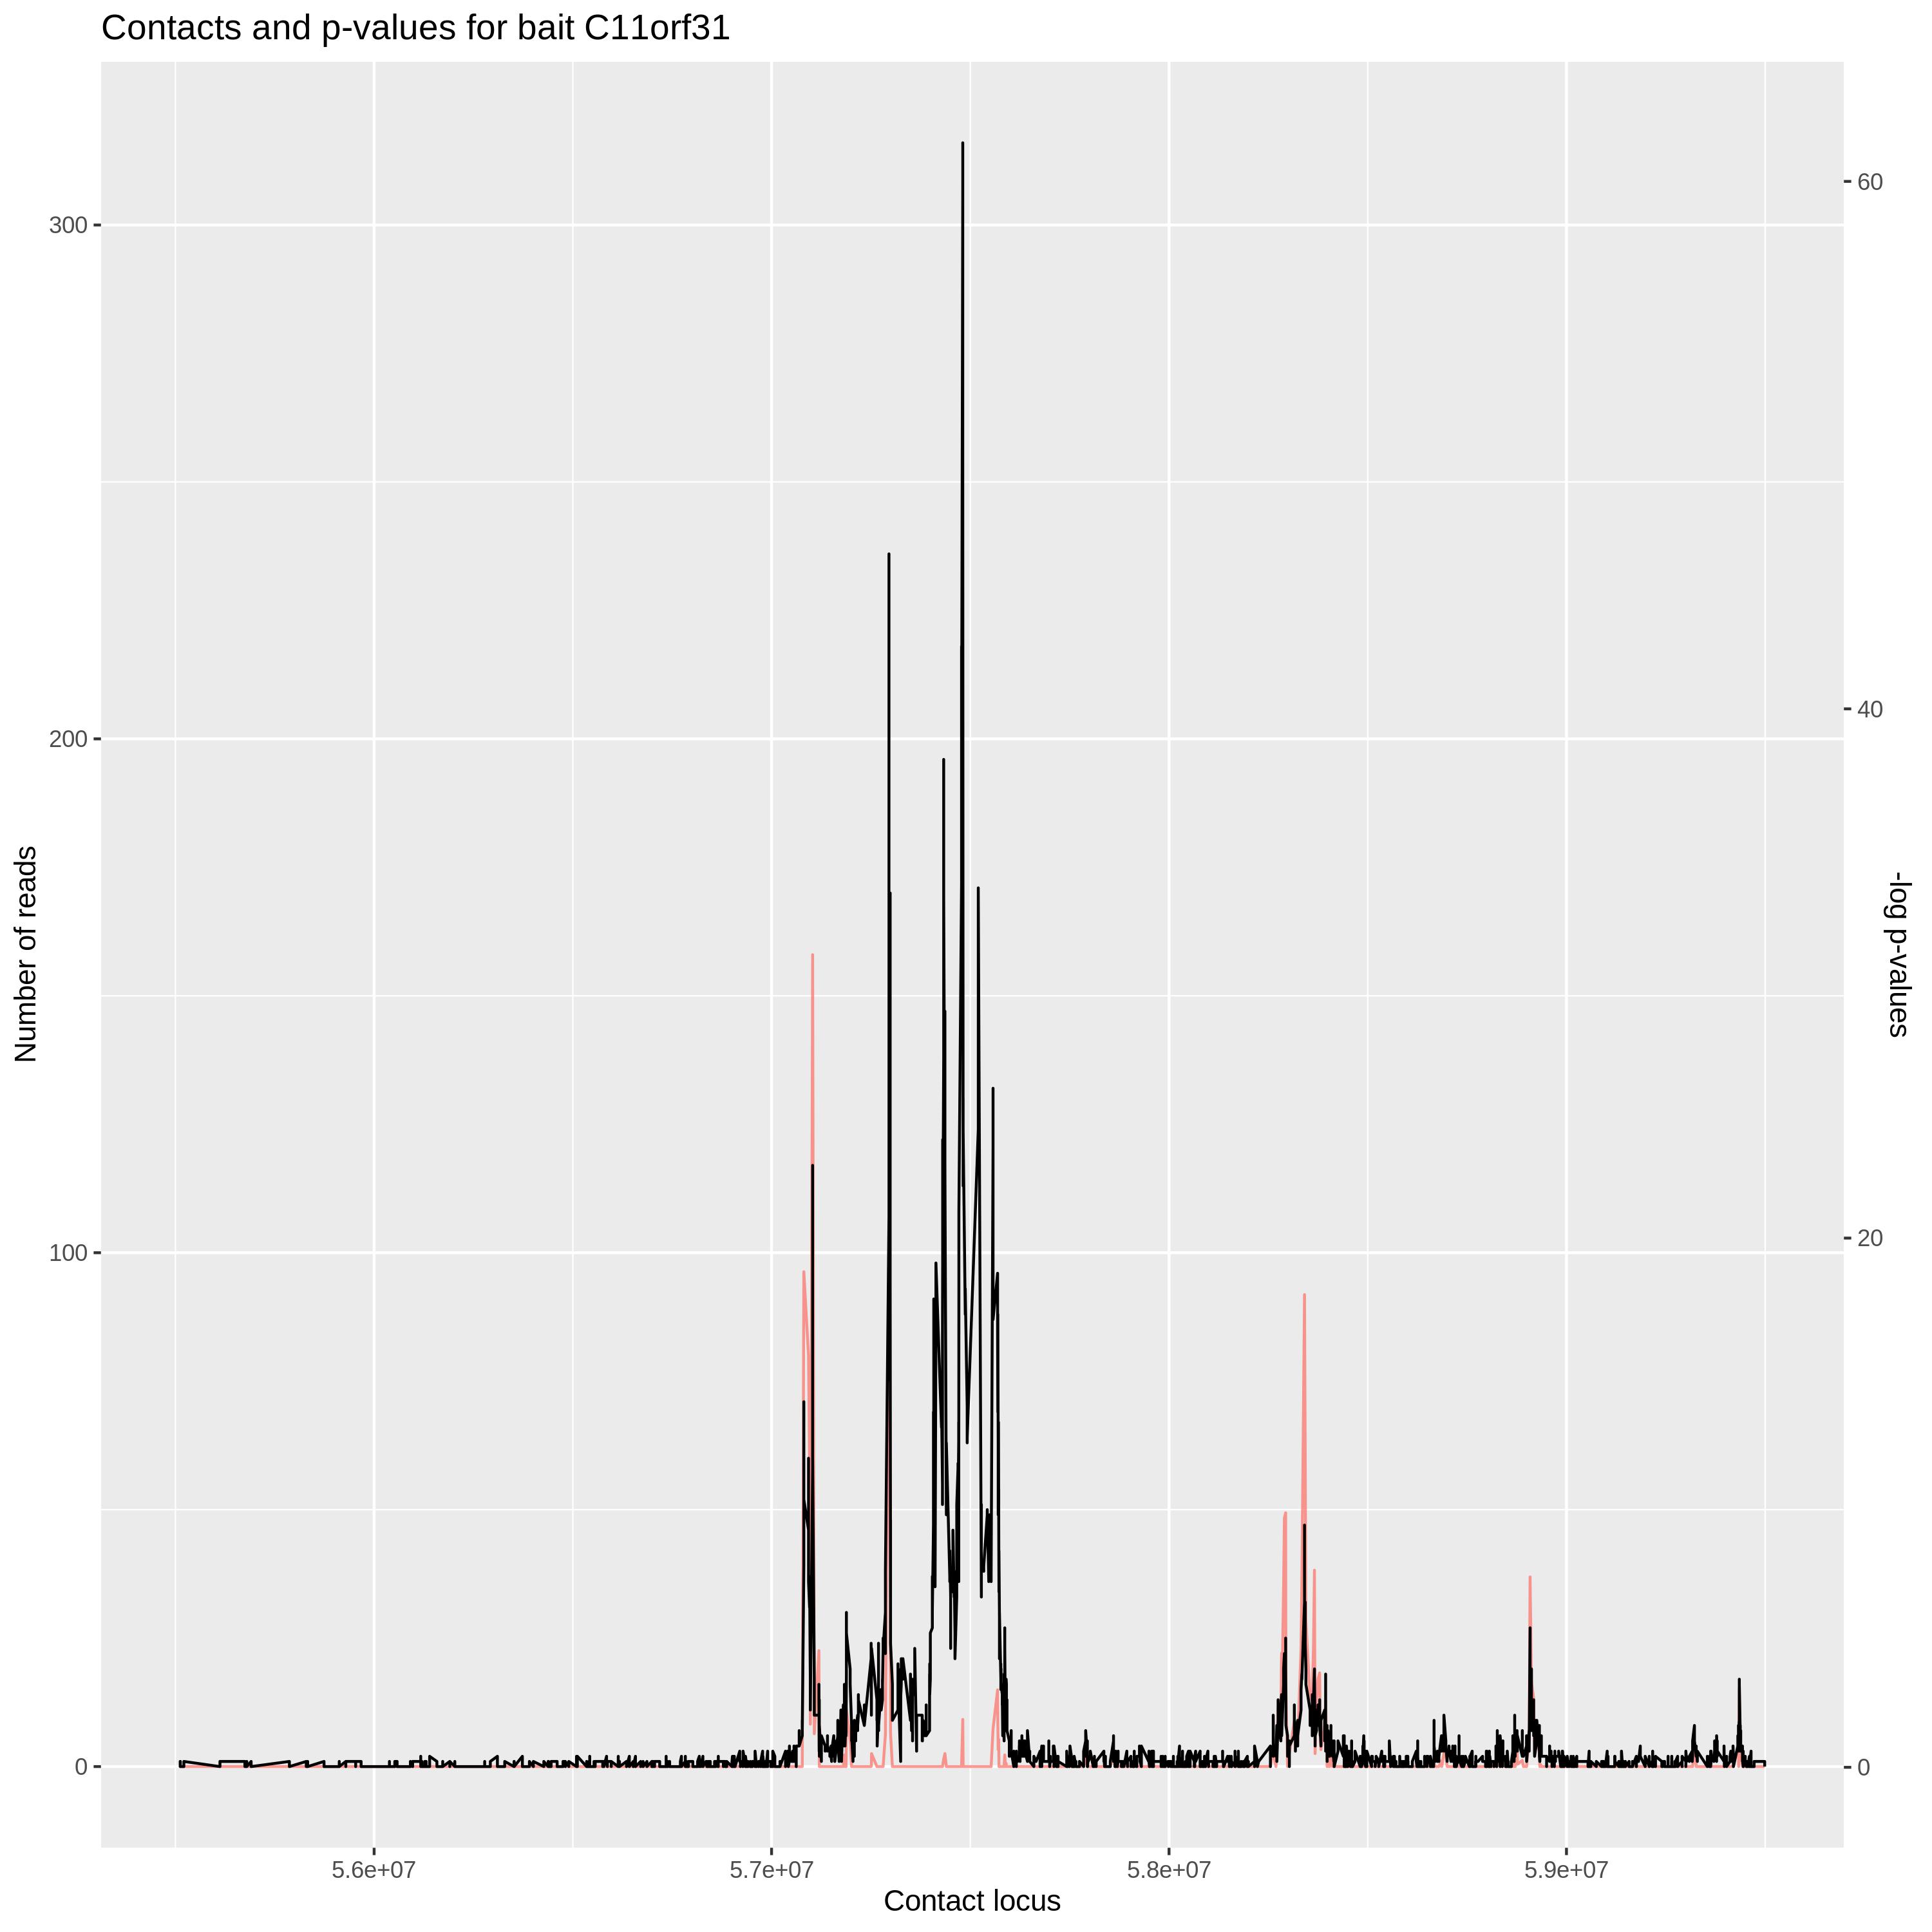 Contacts and p-values for bait C11orf31
300
200
100
0
Number of reads
60
40
20
0
-log p-values
5.6e+07 5.7e+07 5.8e+07 5.9e+07
Contact locus